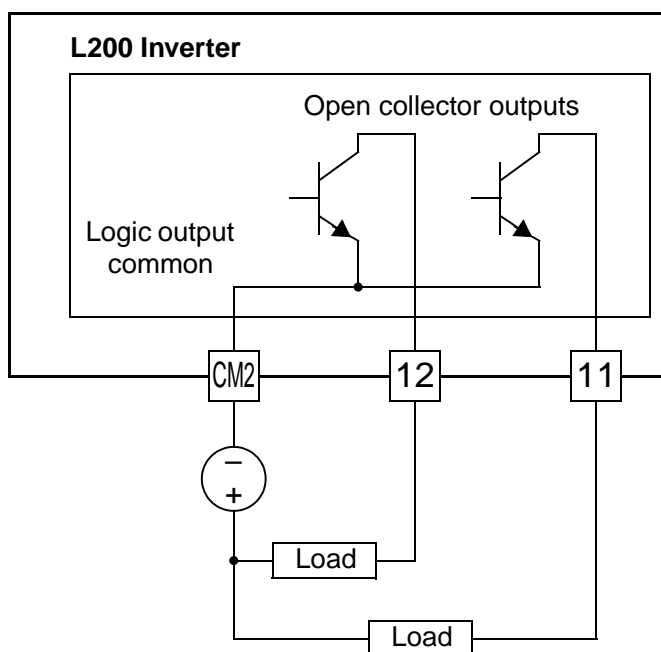 L200 Inverter
Open collector outputs
Logic output
common
CM2
12
11
–
+
Load
Load